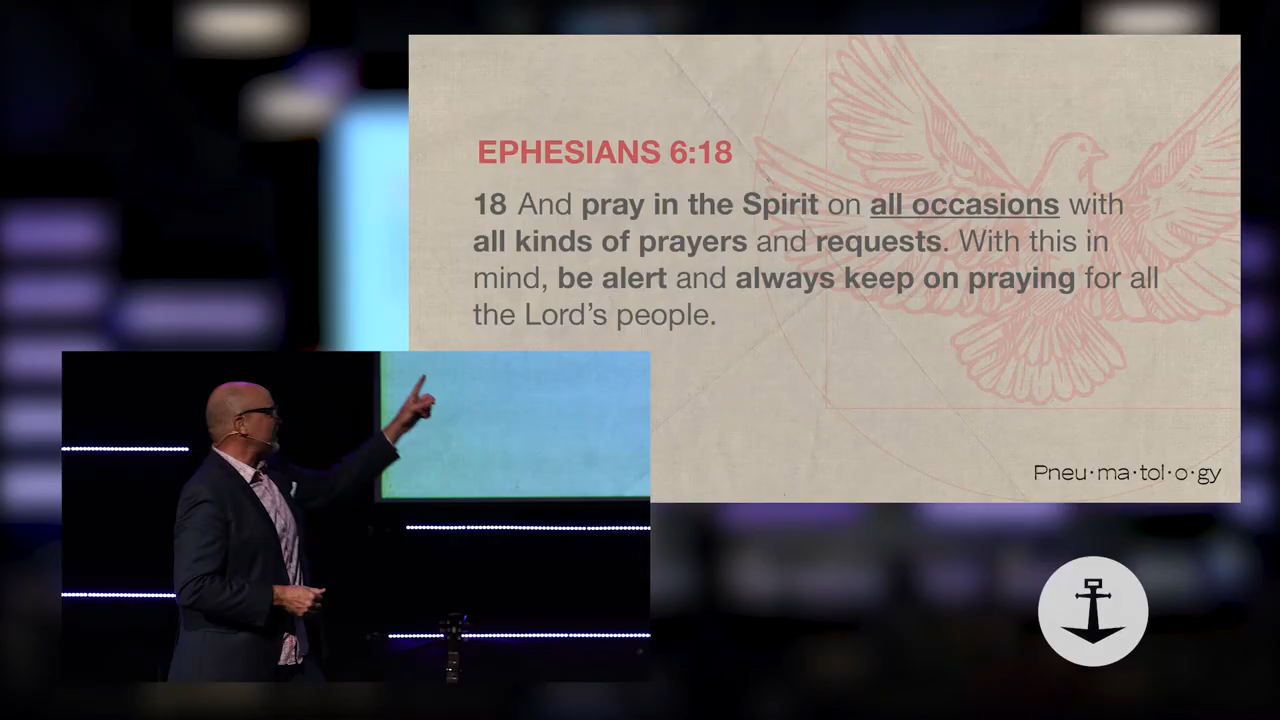 EPHESIANS 6:18
18 And pray in the Spirit on all occasions with
all kinds of prayers and requests. With this in
mind, be alert and always keep on praying for all
the Lord’s people.
Pneu·ma·tol·o·gy